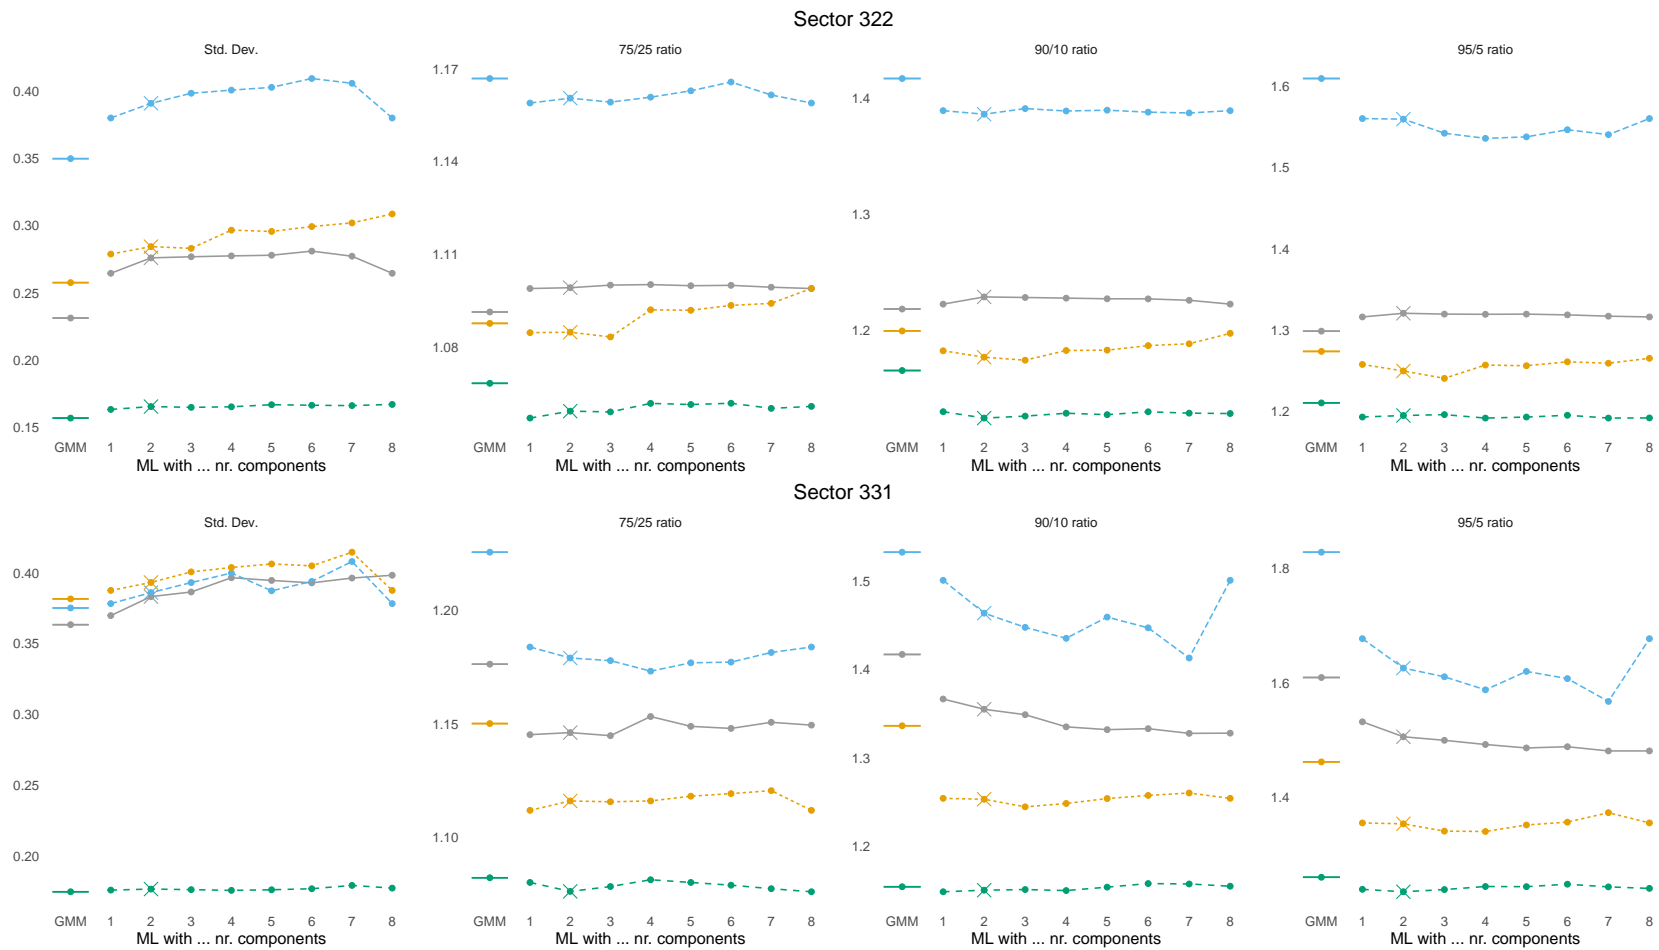 Sector 322
Std. Dev.
75/25 ratio
90/10 ratio
95/5 ratio
0.40
0.35
0.30
0.25
0.20
0.15
1.17
1.14
1.11
1.08
1.4
1.3
1.2
1.6
1.5
1.4
1.3
1.2
GMM 1 2 3 4 5 6 7 8
GMM 1 2 3 4 5 6 7 8
GMM 1 2 3 4 5 6 7 8
GMM 1 2 3 4 5 6 7 8
ML with ... nr. components
ML with ... nr. components
ML with ... nr. components
ML with ... nr. components
Sector 331
Std. Dev.
75/25 ratio
90/10 ratio
95/5 ratio
0.40
0.35
0.30
0.25
0.20
1.20
1.15
1.10
1.5
1.4
1.3
1.2
1.8
1.6
1.4
GMM 1 2 3 4 5 6 7 8
GMM 1 2 3 4 5 6 7 8
GMM 1 2 3 4 5 6 7 8
GMM 1 2 3 4 5 6 7 8
ML with ... nr. components
ML with ... nr. components
ML with ... nr. components
ML with ... nr. components